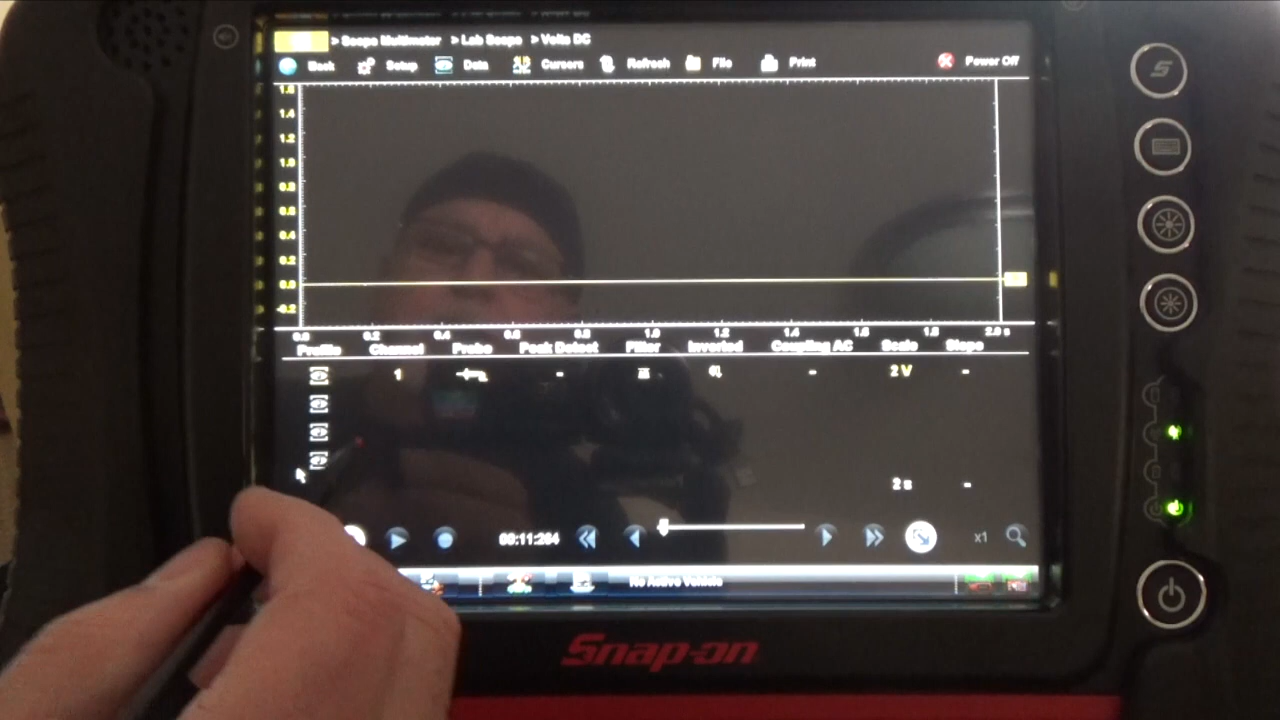 > Scope Multimeter > Lab Scope > Volts DC
Back Setup Data Cursors Refresh File Print Power Off
1.6
1.4
1.2
1.0
0.8
0.6
0.4
0.2
0.0
-0.2
0.0 0.2 0.4 0.6 0.8 1.0 1.2 1.4 1.6 1.8 2.0 s
Profile Channel Probe Peak Detect Filter Inverted Coupling AC Scale Slope
1 - - 2 V -
2 s -
00:11:264 x1
No Active Vehicle
Snap-on
S